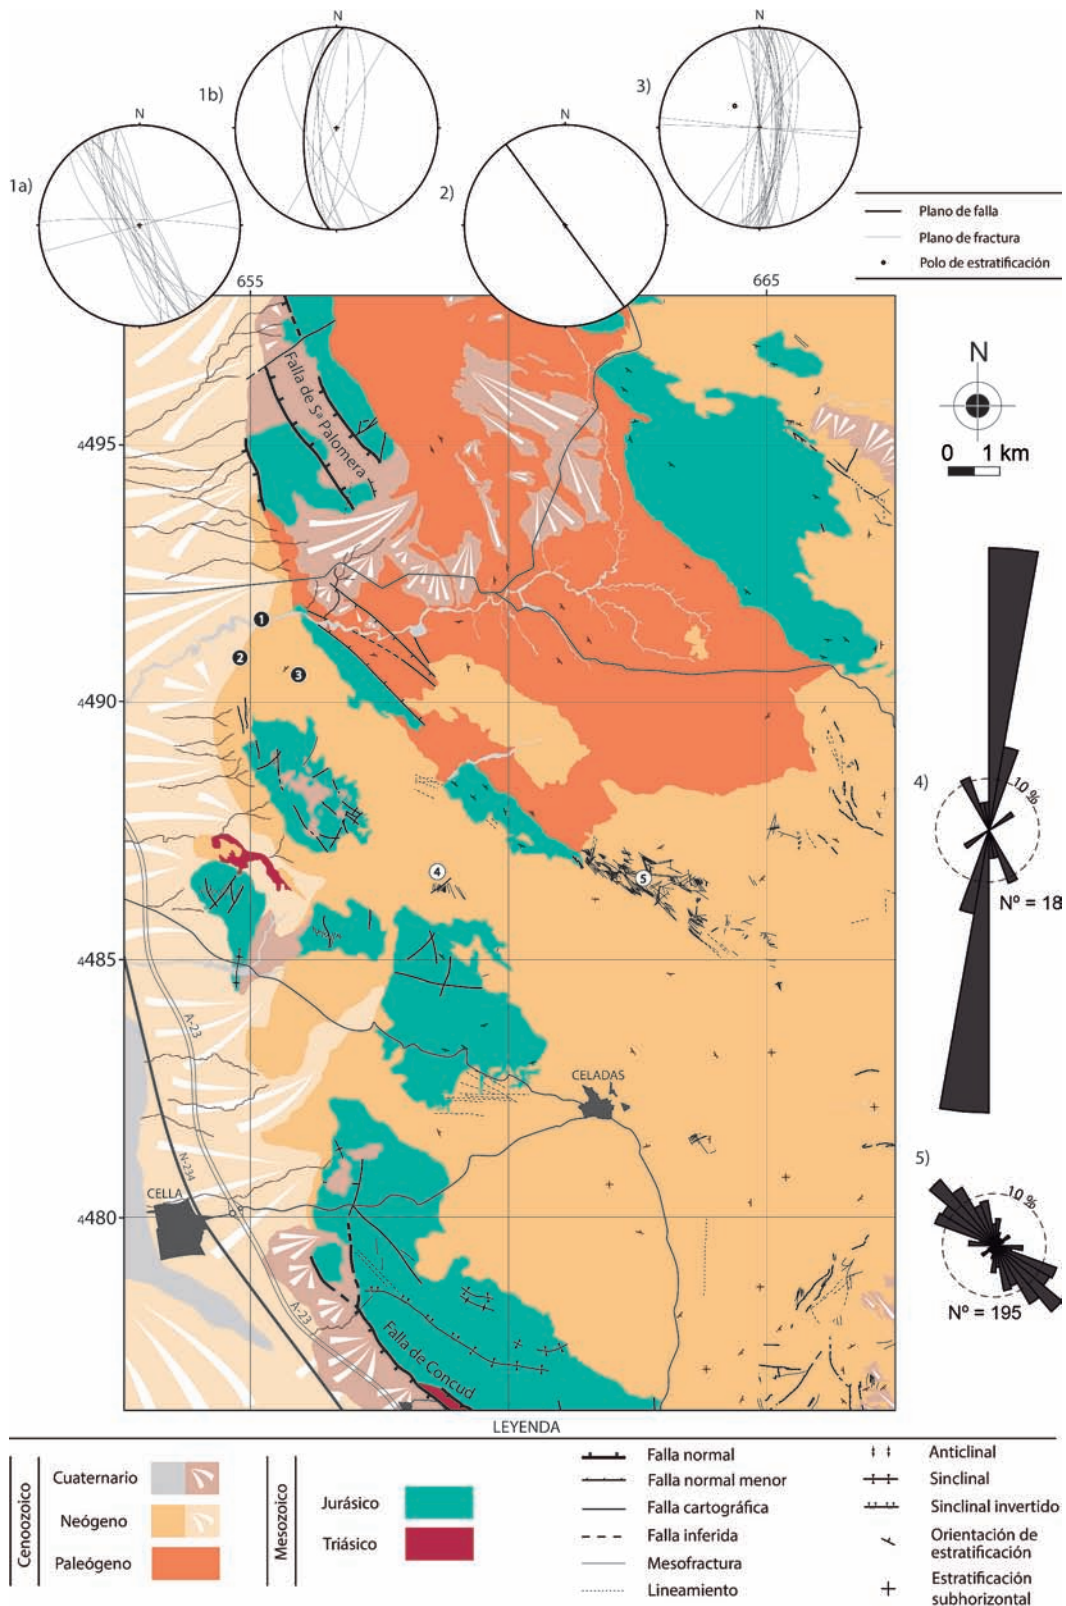 N
N
N
N
1a)
1b)
2)
3)
Plano de falla
Plano de fractura
Polo de estratificación
655
665
Falla de Sª Palomera
N
0 1 km
4495
1
2
3
4490
4)
10 %
Nº = 18
4
5
4485
A-23
CELADAS
5)
10 %
Nº = 195
N-234
CELLA
4480
A-23
Falla de Concud
LEYENDA
Cenoozoico
Cuaternario
Neógeno
Paleógeno
Mesozoico
Jurásico
Triásico
Falla normal
Falla normal menor
Falla cartográfica
Falla inferida
Mesofractura
Lineamiento
Anticlinal
Sinclinal
Sinclinal invertido
Orientación de
estratificación
Estratificación
subhorizontal